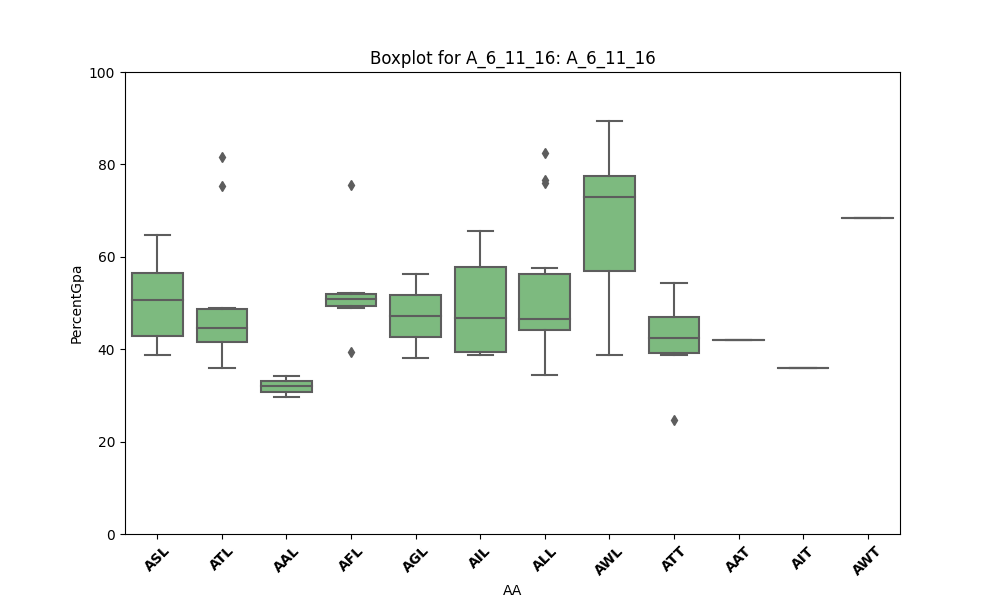 Boxplot for A_6_11_16: A_6_11_16
100
80
60
40
20
0
PercentGpa
ASL ATL AAL AFL AGL AIL ALL AWL ATT AAT AIT AWT
AA